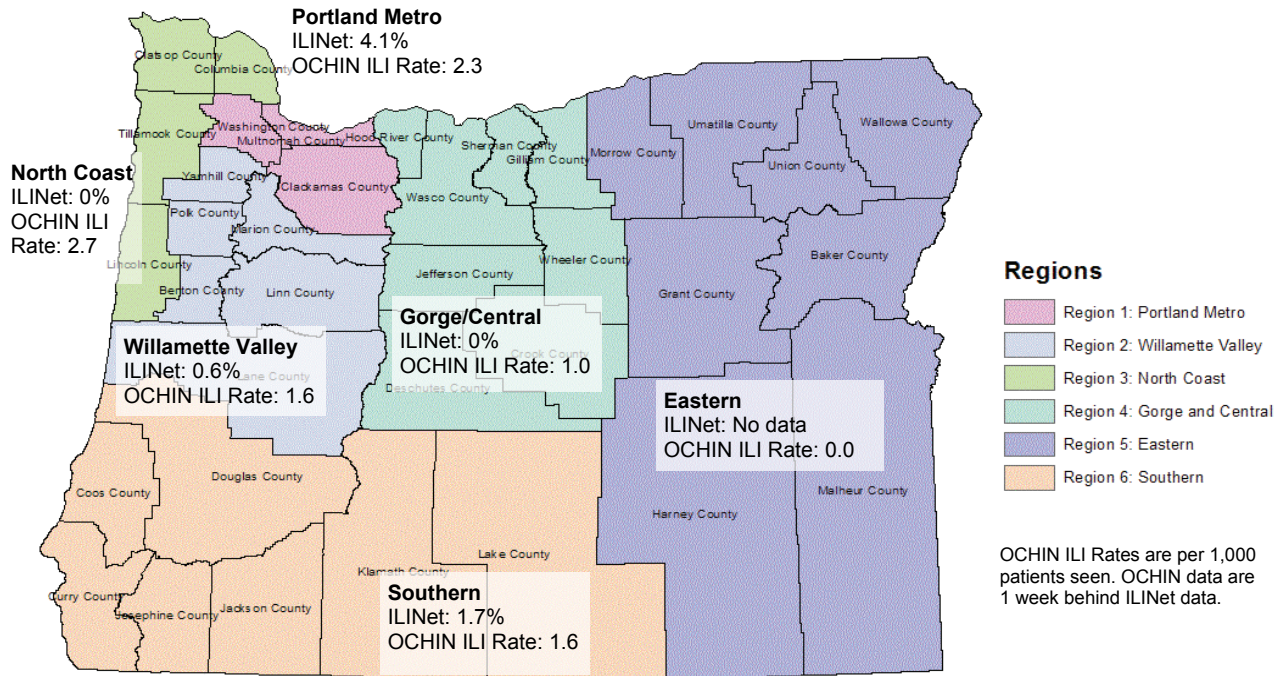 Portland Metro
ILINet: 4.1%
OCHIN ILI Rate: 2.3
Clatsop County
Columbia County
Tillamook County
Washington County
Multnomah County
Hood River County
Sherman County
Gilliam County
Morrow County
Umatilla County
Wallowa County
Union County
North Coast
ILINet: 0%
OCHIN ILI
Rate: 2.7
Yamhill County
Clackamas County
Wasco County
Polk County
Marion County
Lincoln County
Benton County
Linn County
Jefferson County
Wheeler County
Grant County
Baker County
Willamette Valley
ILINet: 0.6%
OCHIN ILI Rate: 1.6
Lane County
Gorge/Central
ILINet: 0%
OCHIN ILI Rate: 1.0
Crook County
Deschutes County
Eastern
ILINet: No data
OCHIN ILI Rate: 0.0
Coos County
Douglas County
Harney County
Malheur County
Curry County
Josephine County
Jackson County
Klamath County
Lake County
Southern
ILINet: 1.7%
OCHIN ILI Rate: 1.6
Regions
Region 1: Portland Metro
Region 2: Willamette Valley
Region 3: North Coast
Region 4: Gorge and Central
Region 5: Eastern
Region 6: Southern
OCHIN ILI Rates are per 1,000
patients seen. OCHIN data are
1 week behind ILINet data.